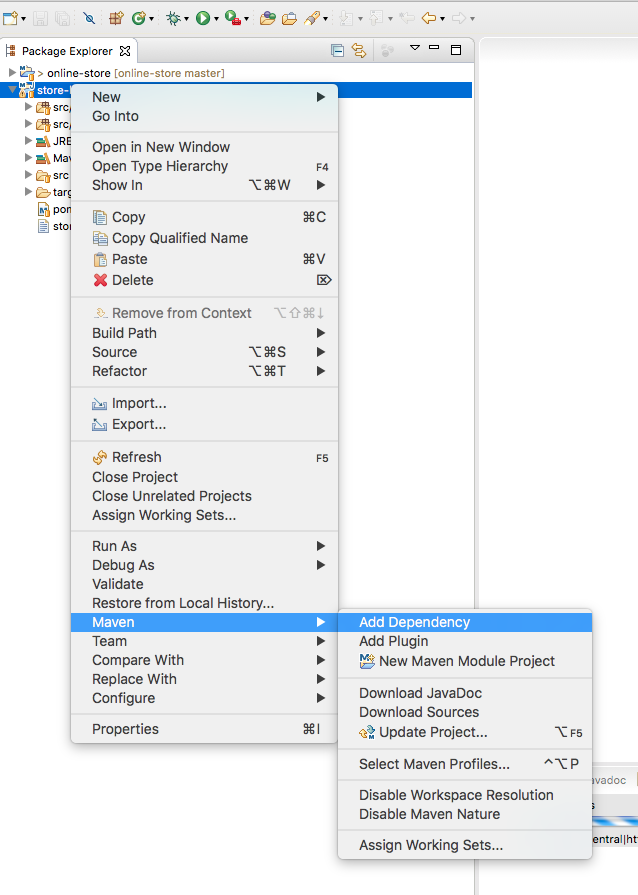 Package Explorer
> online-store [online-store master]
store-
src/
src/
JRE
Mav
src
targ
pom
stor
New
Go Into
Open in New Window
Open Type Hierarchy F4
Show In ⌥⌘W
Copy ⌘C
Copy Qualified Name
Paste ⌘V
Delete ⌦
Remove from Context ⌥⇧⌘↓
Build Path
Source ⌥⌘S
Refactor ⌥⌘T
Import...
Export...
Refresh F5
Close Project
Close Unrelated Projects
Assign Working Sets...
Run As
Debug As
Validate
Restore from Local History...
Maven
Team
Compare With
Replace With
Configure
Properties ⌘I
Add Dependency
Add Plugin
New Maven Module Project
Download JavaDoc
Download Sources
Update Project... ⌥F5
Select Maven Profiles... ^⌥P
Disable Workspace Resolution
Disable Maven Nature
Assign Working Sets...
avadoc
s
entral|ht